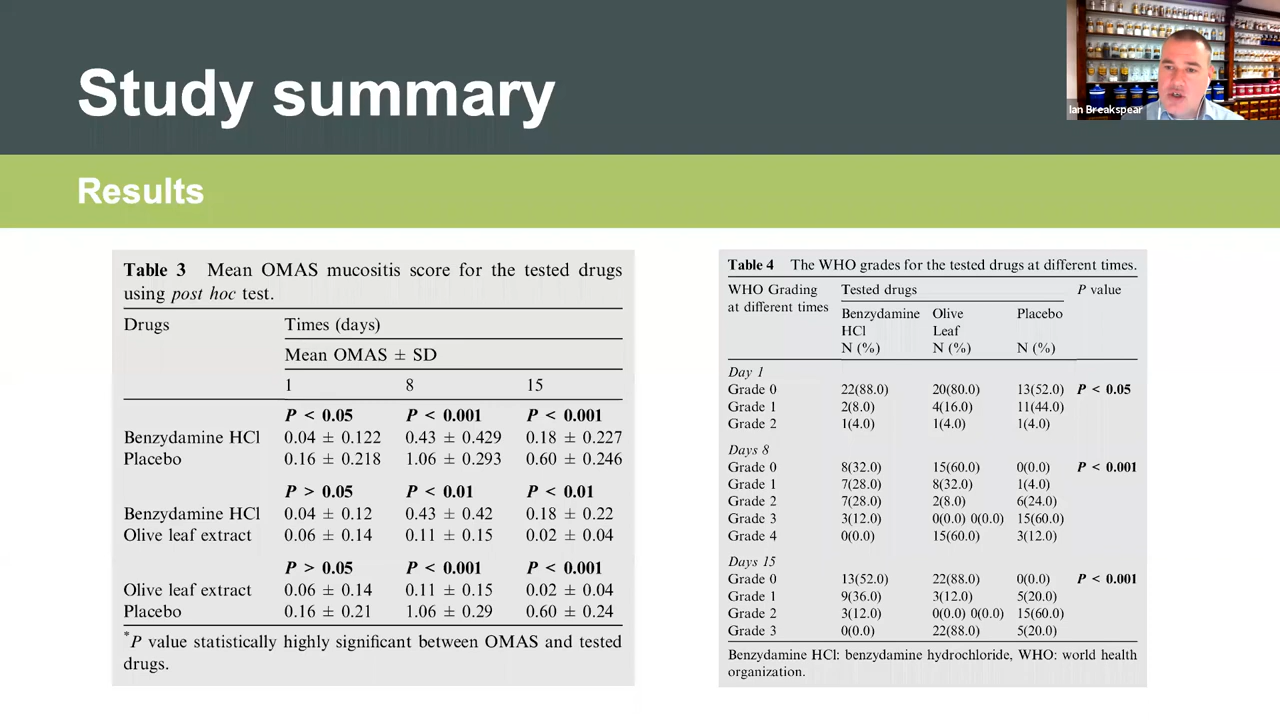 Study summary
Ian Breakspear
Results
Table 3 Mean OMAS mucositis score for the tested drugs
using post hoc test.
Drugs Times (days)
Mean OMAS ± SD
1 8 15
P < 0.05 P < 0.001 P < 0.001
Benzydamine HCl 0.04 ± 0.122 0.43 ± 0.429 0.18 ± 0.227
Placebo 0.16 ± 0.218 1.06 ± 0.293 0.60 ± 0.246
P > 0.05 P < 0.01 P < 0.01
Benzydamine HCl 0.04 ± 0.12 0.43 ± 0.42 0.18 ± 0.22
Olive leaf extract 0.06 ± 0.14 0.11 ± 0.15 0.02 ± 0.04
P > 0.05 P < 0.001 P < 0.001
Olive leaf extract 0.06 ± 0.14 0.11 ± 0.15 0.02 ± 0.04
Placebo 0.16 ± 0.21 1.06 ± 0.29 0.60 ± 0.24
*P value statistically highly significant between OMAS and tested
drugs.
Table 4 The WHO grades for the tested drugs at different times.
WHO Grading Tested drugs P value
at different times
Benzydamine Olive Placebo
HCl Leaf
N (%) N (%) N (%)
Day 1
Grade 0 22(88.0) 20(80.0) 13(52.0) P < 0.05
Grade 1 2(8.0) 4(16.0) 11(44.0)
Grade 2 1(4.0) 1(4.0) 1(4.0)
Days 8
Grade 0 8(32.0) 15(60.0) 0(0.0) P < 0.001
Grade 1 7(28.0) 8(32.0) 1(4.0)
Grade 2 7(28.0) 2(8.0) 6(24.0)
Grade 3 3(12.0) 0(0.0) 0(0.0) 15(60.0)
Grade 4 0(0.0) 15(60.0) 3(12.0)
Days 15
Grade 0 13(52.0) 22(88.0) 0(0.0) P < 0.001
Grade 1 9(36.0) 3(12.0) 5(20.0)
Grade 2 3(12.0) 0(0.0) 0(0.0) 15(60.0)
Grade 3 0(0.0) 22(88.0) 5(20.0)
Benzydamine HCl: benzydamine hydrochloride, WHO: world health
organization.